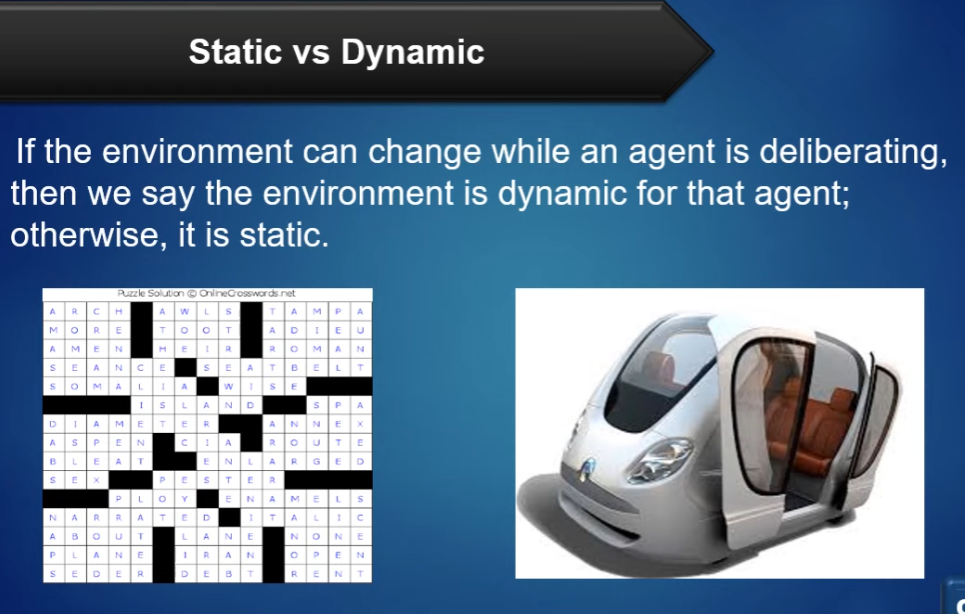 Static vs Dynamic
If the environment can change while an agent is deliberating,
then we say the environment is dynamic for that agent;
otherwise, it is static.
Puzzle Solution © OnlineCrosswords.net
A R C H A W L S T A M P A
M O R E T O O T A D I E U
A M E N H E I R R O M A N
S E A N C E S E A T B E L T
S O M A L I A W I S E
I S L A N D S P A
D I A M E T E R A N N E X
A S P E N C I A R O U T E
B L E A T E N L A R G E D
S E X P E S T E R
P L O Y E N A M E L S
N A R R A T E D I T A L I C
A B O U T L A N E N O N E
P L A N E I R A N O P E N
S E D E R D E B T R E N T